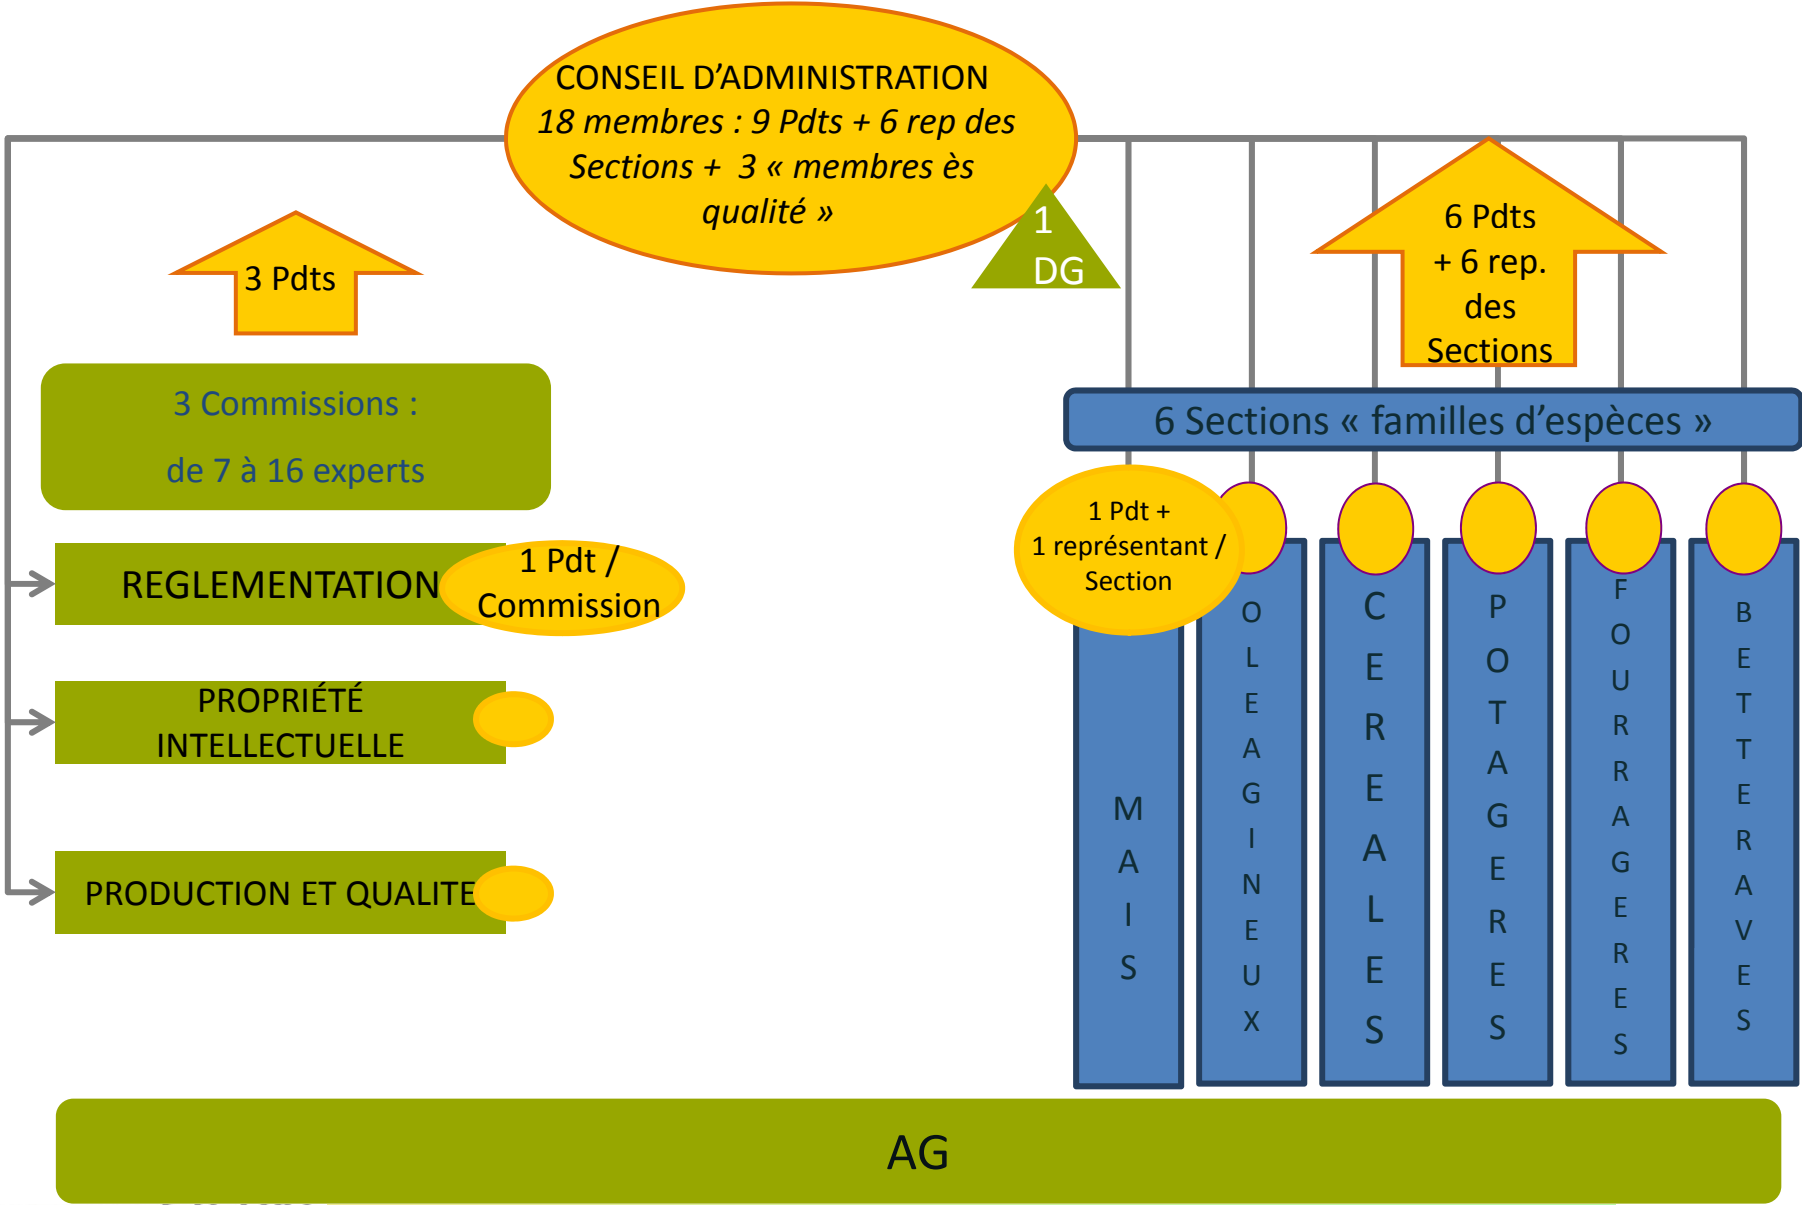 CONSEIL D’ADMINISTRATION
18 membres : 9 Pdts + 6 rep des
Sections + 3 « membres ès
qualité »
1
DG
3 Pdts
6 Pdts
+ 6 rep.
des
Sections
3 Commissions :
de 7 à 16 experts
6 Sections « familles d’espèces »
REGLEMENTATION
1 Pdt /
Commission
PROPRIÉTÉ
INTELLECTUELLE
PRODUCTION ET QUALITE
1 Pdt +
1 représentant /
Section
MAIS
OLEAGINEUX
CEREALES
POTAGERES
FOURRAGERES
BETTERAVES
AG